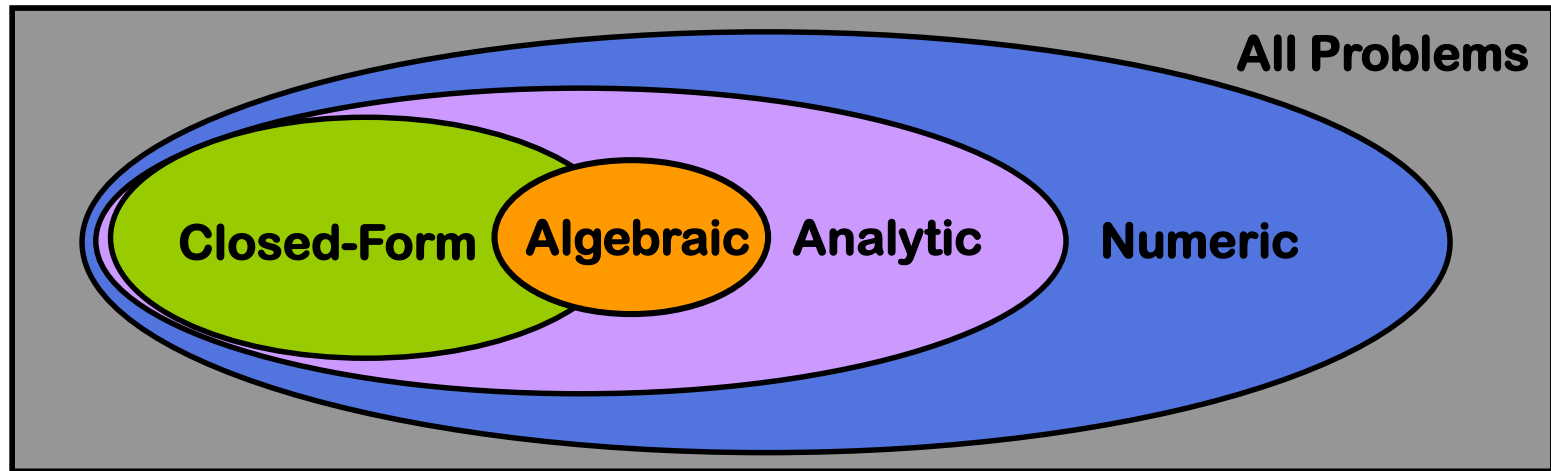 All Problems
Closed-Form
Algebraic
Analytic
Numeric